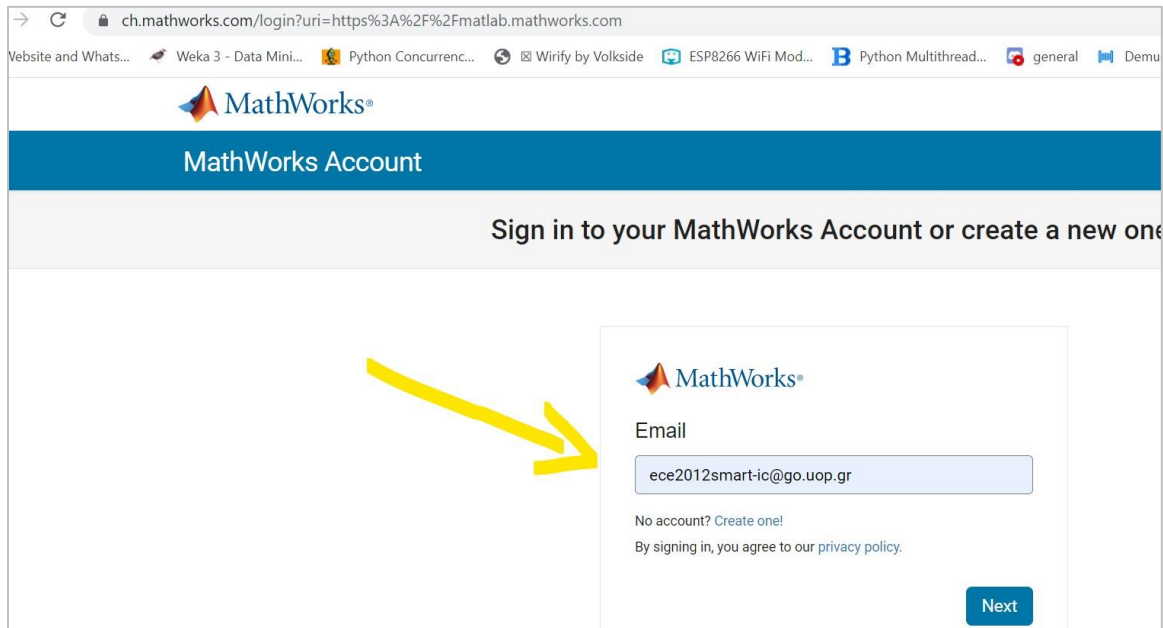 ch.mathworks.com/login?uri=https%3A%2F%2Fmatlab.mathworks.com
Website and Whats... Weka 3 - Data Mini... Python Concurrenc... Wirify by Volkside ESP8266 WiFi Mod... Python Multithread... general Demu
MathWorks®
MathWorks Account
Sign in to your MathWorks Account or create a new one
MathWorks®
Email
ece2012smart-ic@go.uop.gr
No account? Create one!
By signing in, you agree to our privacy policy.
Next